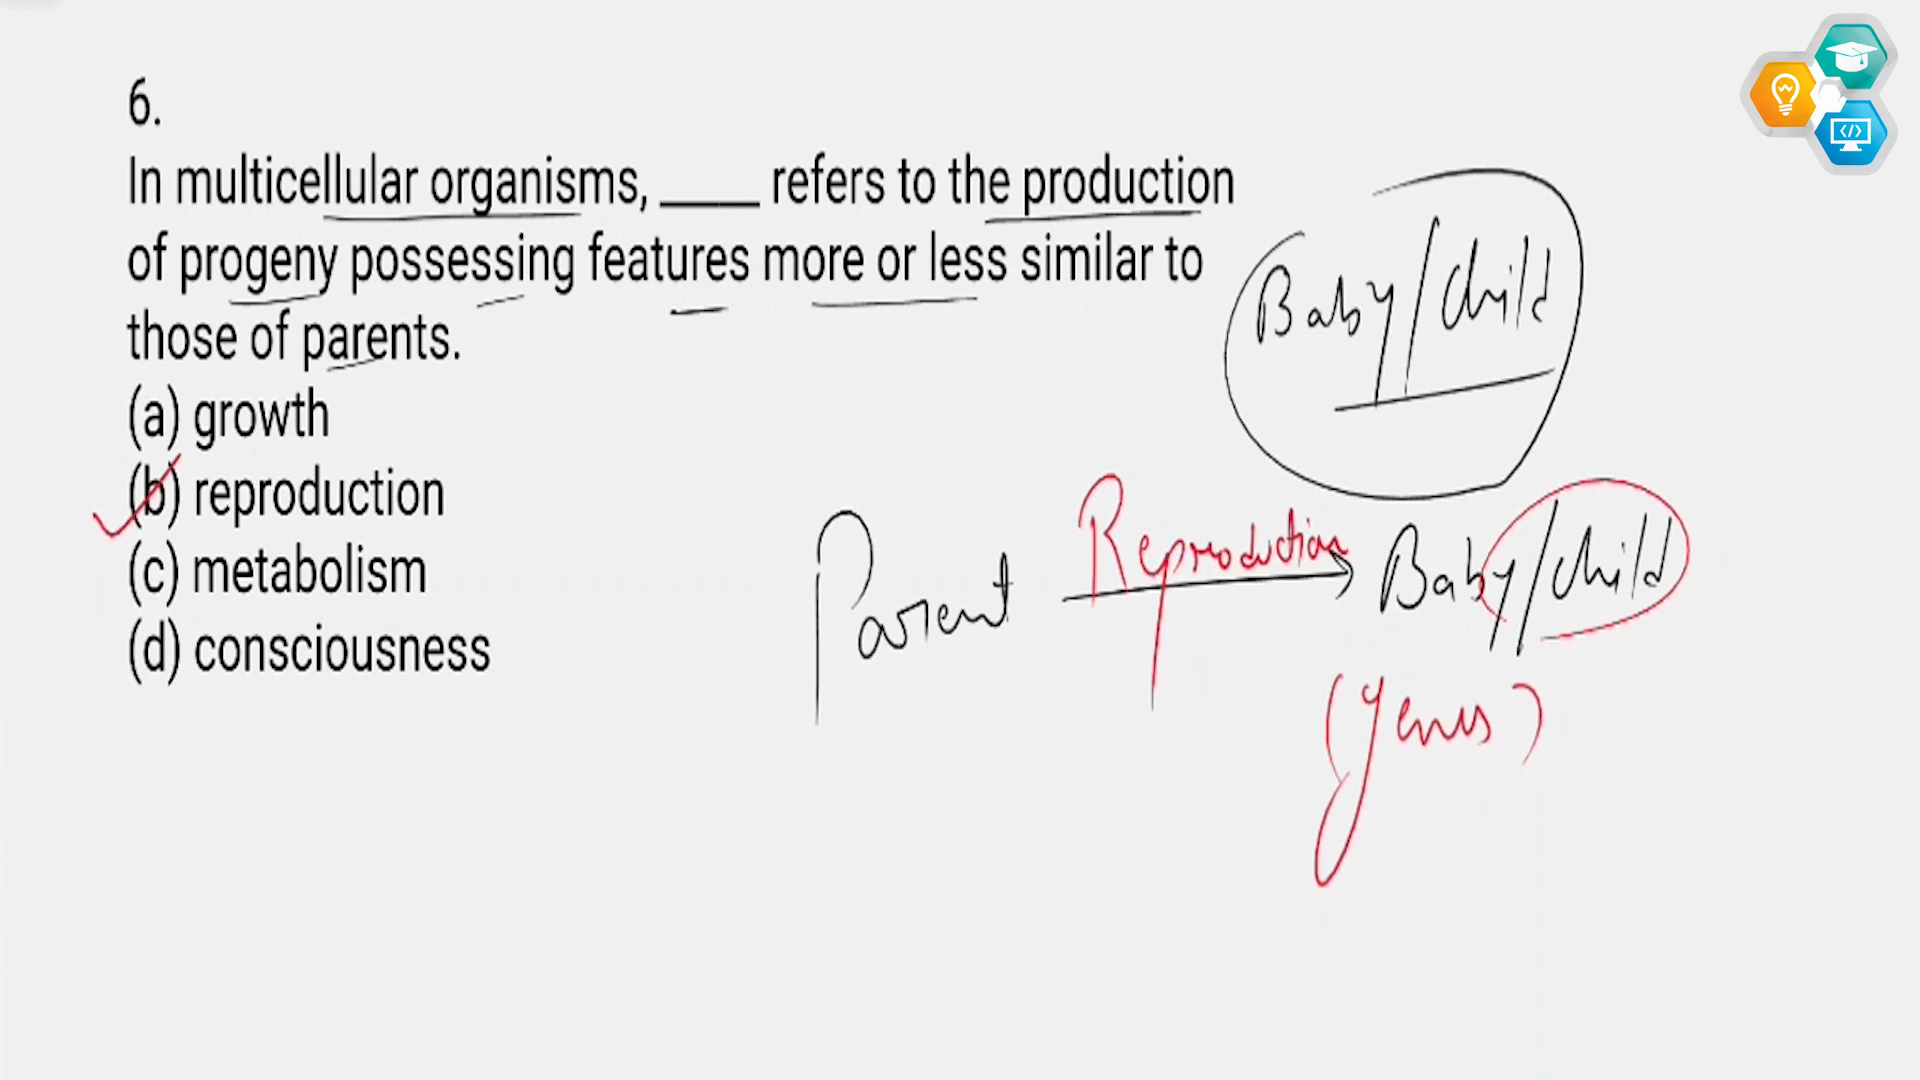 6.
In multicellular organisms, ____ refers to the production
of progeny possessing features more or less similar to
those of parents.
(a) growth
(b) reproduction
(c) metabolism
(d) consciousness
Baby/child
Parent Reproduction Baby/child
(genes)